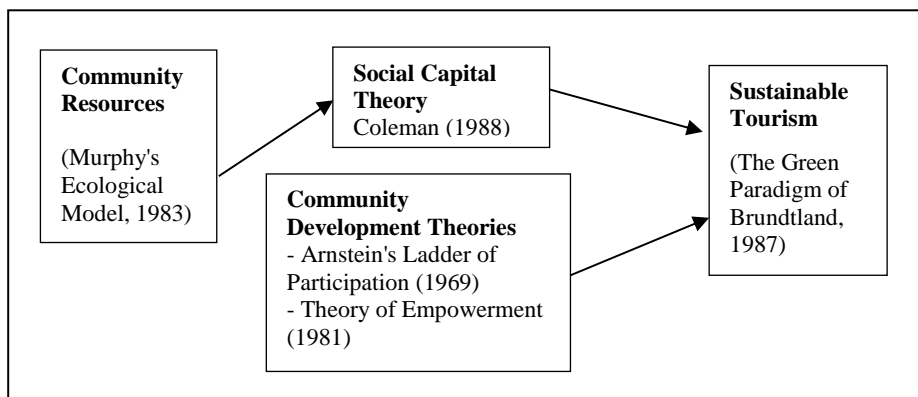 Community
Resources
(Murphy's
Ecological
Model, 1983)
Social Capital
Theory
Coleman (1988)
Community
Development Theories
- Arnstein's Ladder of
Participation (1969)
- Theory of Empowerment
(1981)
Sustainable
Tourism
(The Green
Paradigm of
Brundtland,
1987)